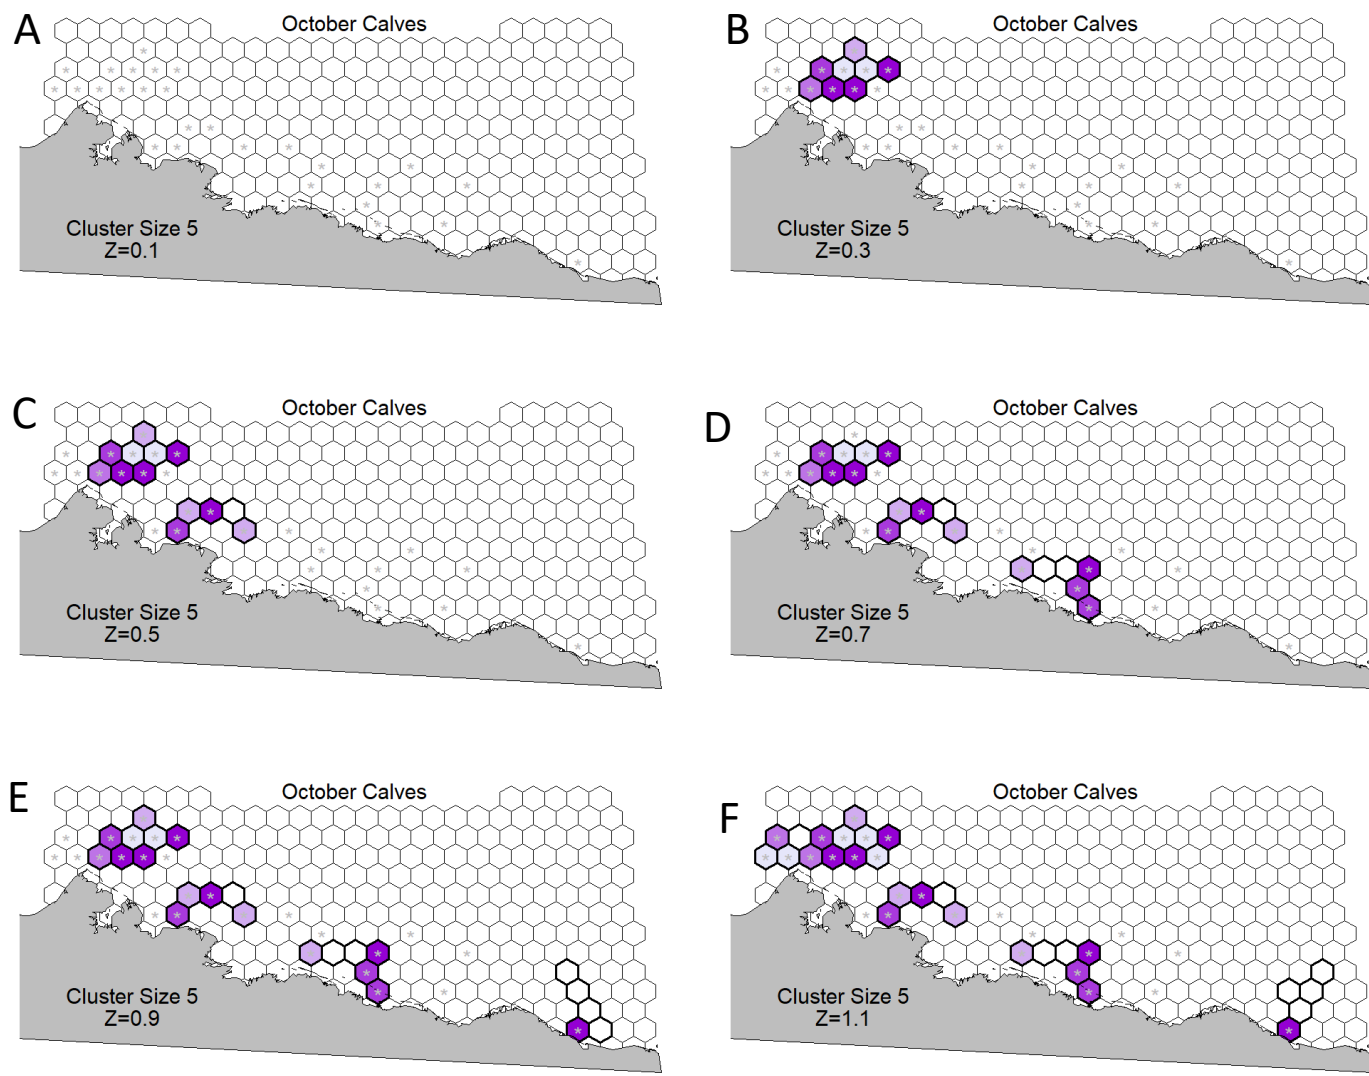 A
October Calves
Cluster Size 5
Z=0.1
B
October Calves
Cluster Size 5
Z=0.3
C
October Calves
Cluster Size 5
Z=0.5
D
October Calves
Cluster Size 5
Z=0.7
E
October Calves
Cluster Size 5
Z=0.9
F
October Calves
Cluster Size 5
Z=1.1